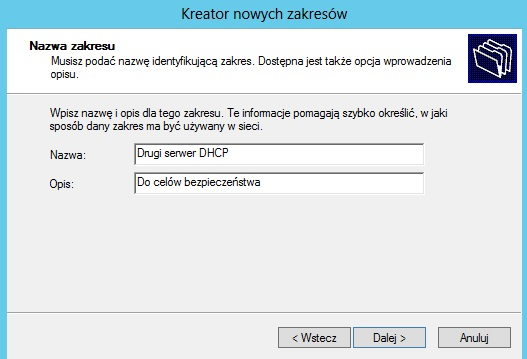 Kreator nowych zakresów
Nazwa zakresu
Musisz podać nazwę identyfikującą zakres. Dostępna jest także opcja wprowadzenia
opisu.
Wpisz nazwę i opis dla tego zakresu. Te informacje pomagają szybko określić, w jaki
sposób dany zakres ma być używany w sieci.
Nazwa: Drugi serwer DHCP
Opis: Do celów bezpieczeństwa
< Wstecz Dalej > Anuluj